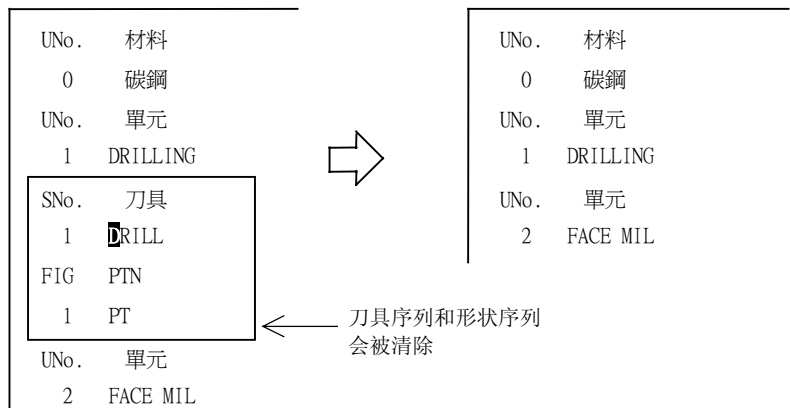 UNo. 材料
0 碳鋼
UNo. 單元
1 DRILLING
SNo. 刀具
1 DRILL
FIG PTN
1 PT
UNo. 單元
2 FACE MIL
刀具序列和形状序列
会被清除
UNo. 材料
0 碳鋼
UNo. 單元
1 DRILLING
UNo. 單元
2 FACE MIL